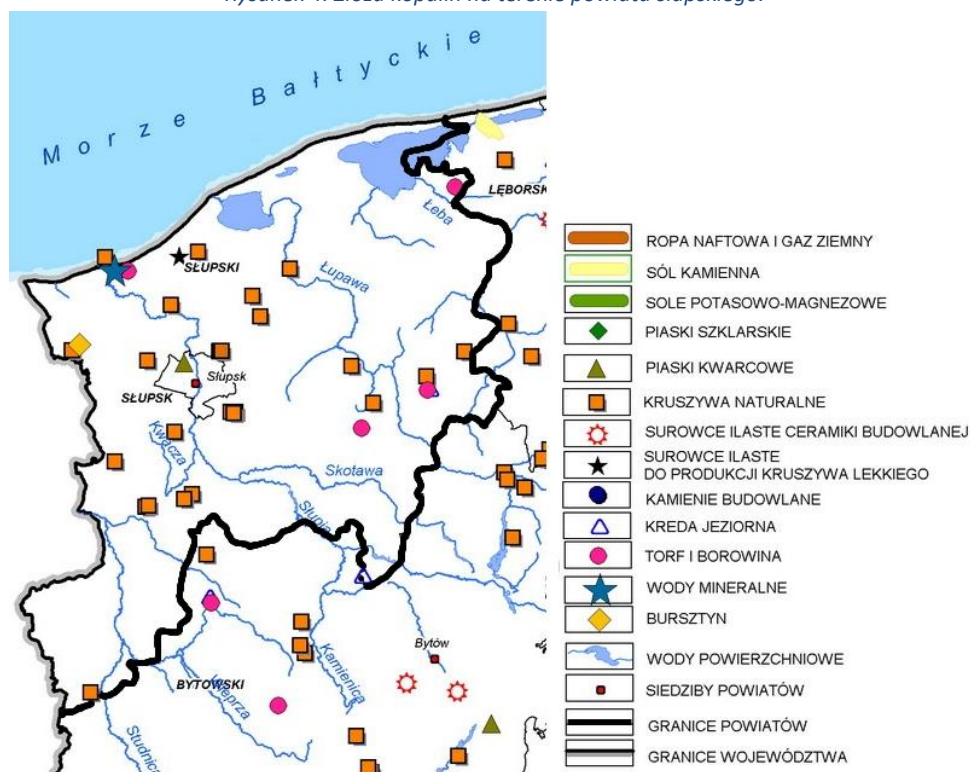 Rysunek 4. Złoża kopalin na terenie powiatu słupskiego.
Morze Bałtyckie
LĘBORSK
Łeba
SŁUPSKI
Łupawa
Słupsk
SŁUPSK
Kwacza
Skotawa
Słupia
Bytów
Kamienica
BYTOWSKI
Wieprza
Studnica
ROPA NAFTOWA I GAZ ZIEMNY
SÓL KAMIENNA
SOLE POTASOWO-MAGNEZOWE
PIASKI SZKLARSKIE
PIASKI KWARCOWE
KRUSZYWA NATURALNE
SUROWCE ILASTE CERAMIKI BUDOWLANEJ
SUROWCE ILASTE
DO PRODUKCJI KRUSZYWA LEKKIEGO
KAMIENIE BUDOWLANE
KREDA JEZIORNA
TORF I BOROWINA
WODY MINERALNE
BURSZTYN
WODY POWIERZCHNIOWE
SIEDZIBY POWIATÓW
GRANICE POWIATÓW
GRANICE WOJEWÓDZTWA